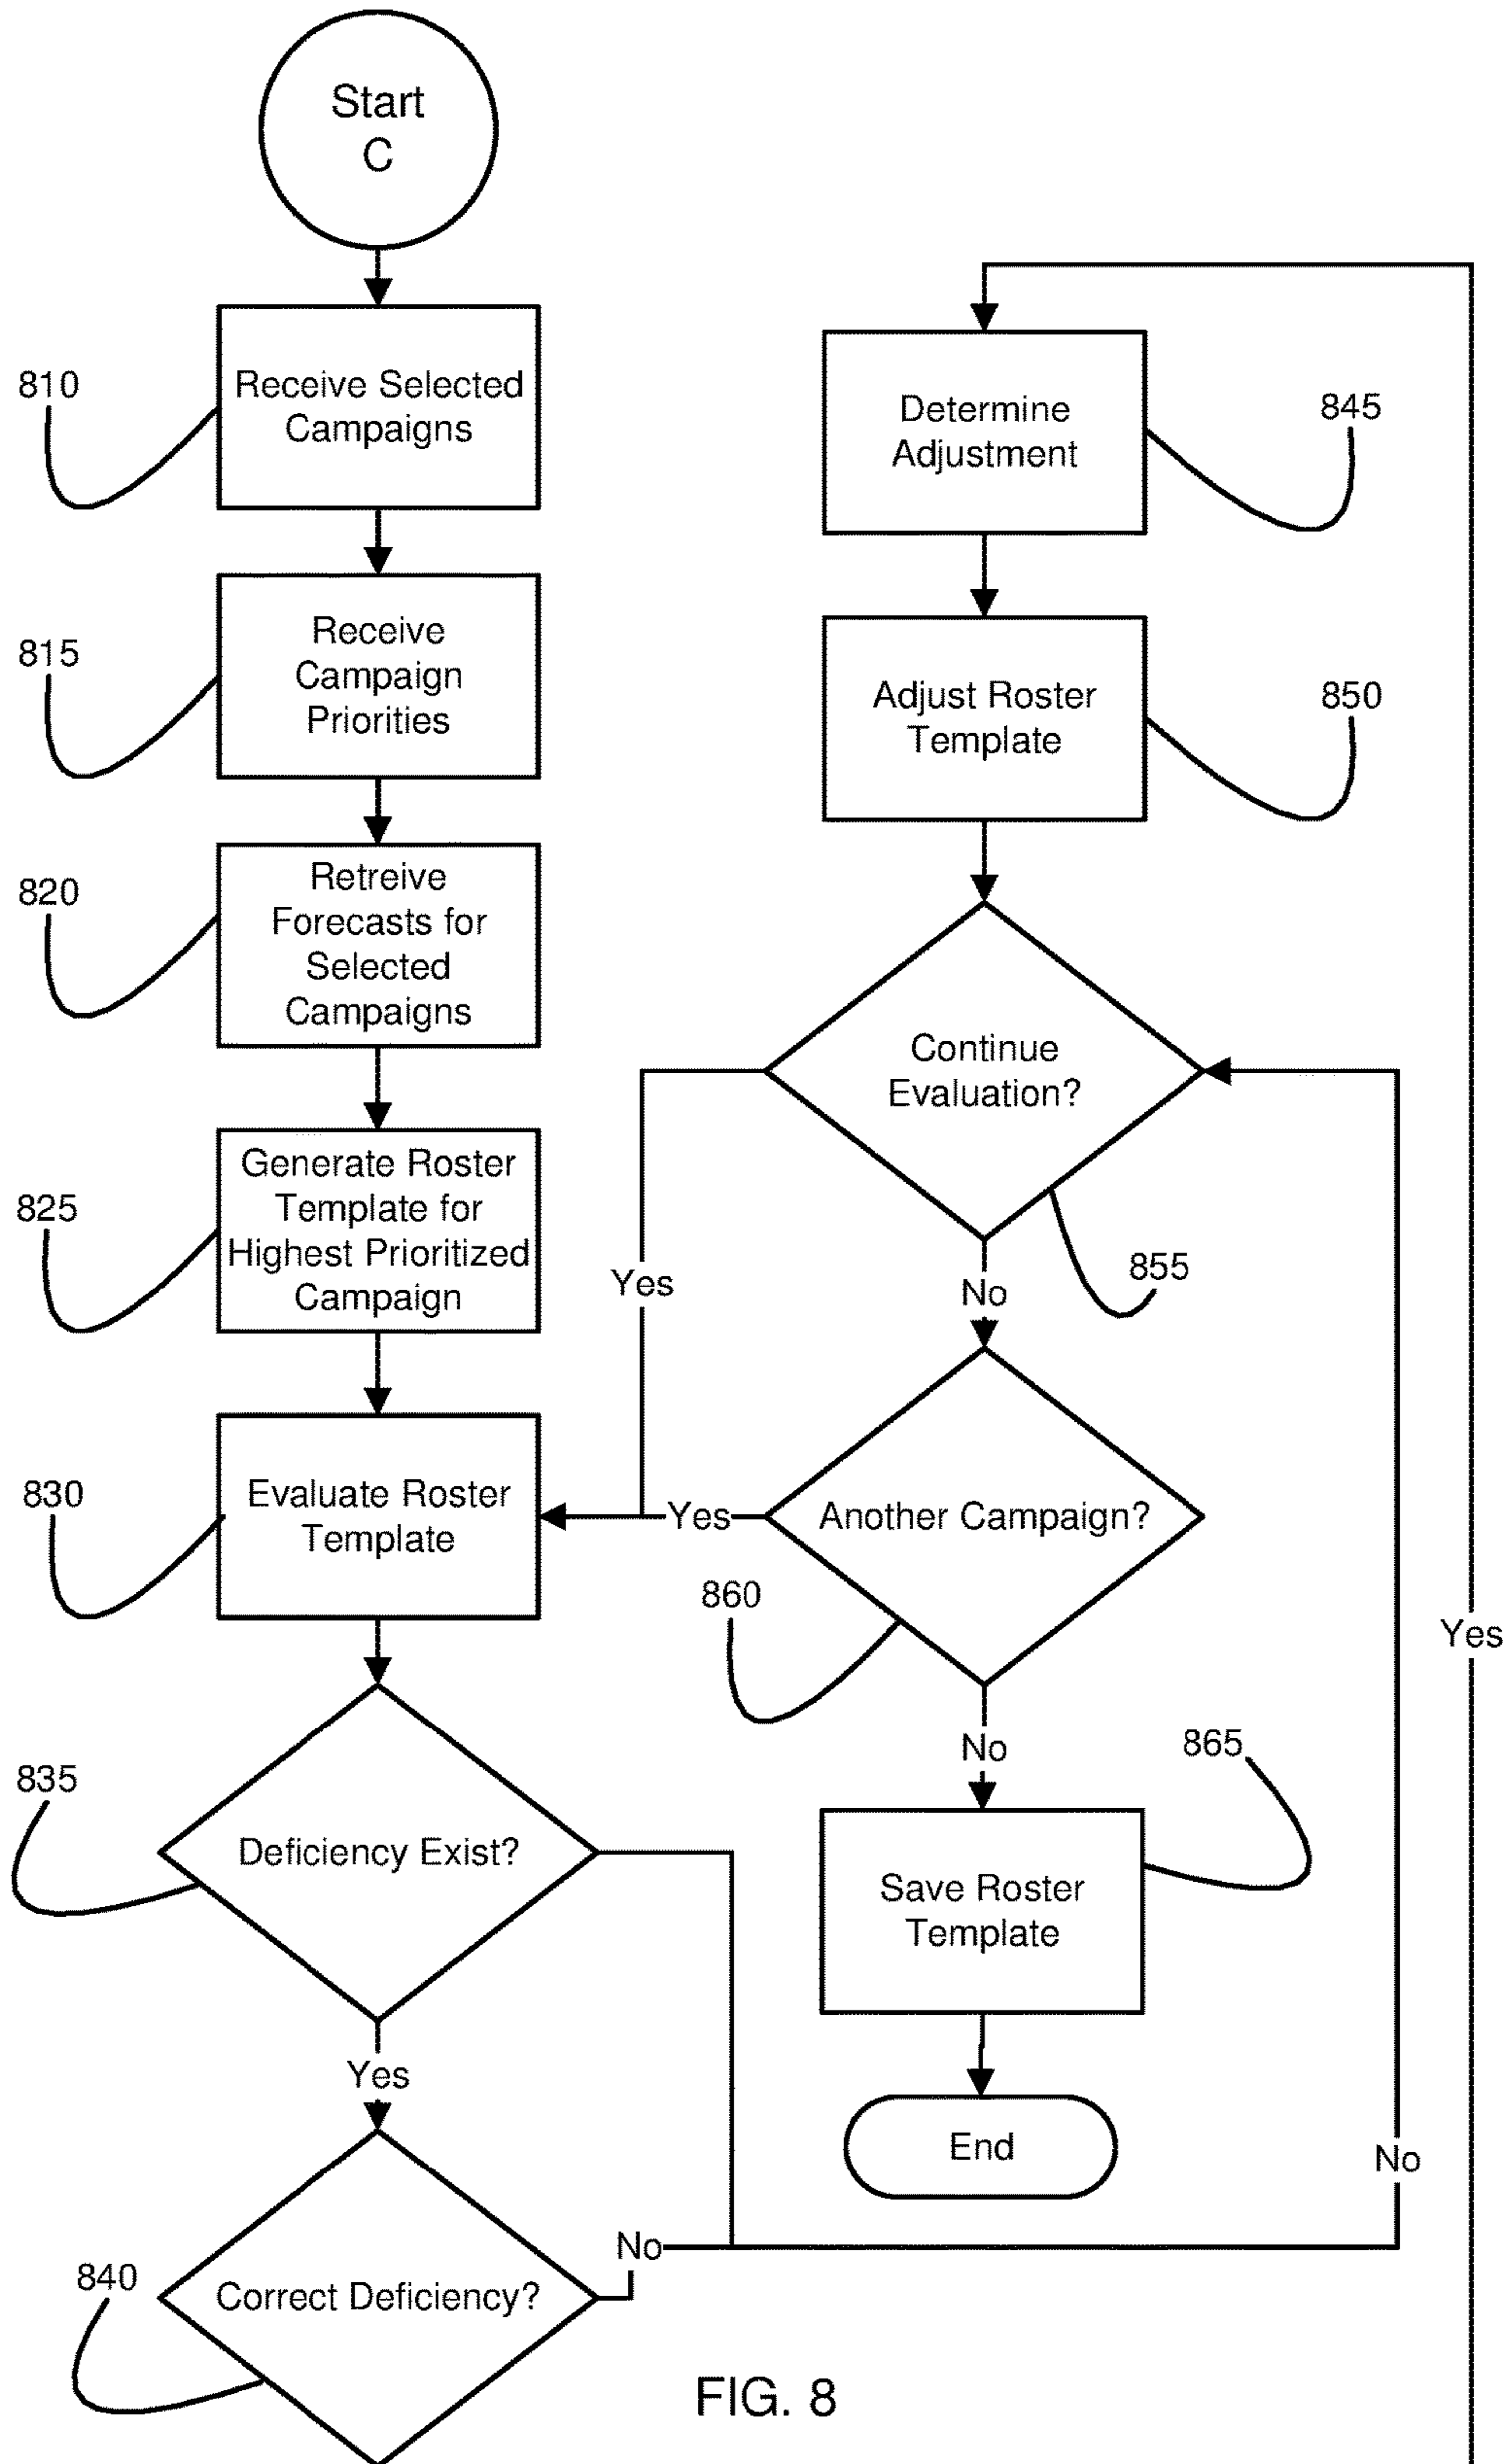 Start
C
810
Receive Selected
Campaigns
815
Receive
Campaign
Priorities
820
Retreive
Forecasts for
Selected
Campaigns
825
Generate Roster
Template for
Highest Prioritized
Campaign
830
Evaluate Roster
Template
835
Deficiency Exist?
Yes
840
Correct Deficiency?
No
No
Yes
Determine
Adjustment
845
Adjust Roster
Template
850
Continue
Evaluation?
855
Yes
No
Another Campaign?
860
Yes
No
865
Save Roster
Template
End
FIG. 8